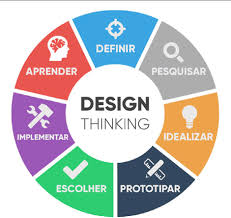 DESIGN
THINKING
DEFINIR
PESQUISAR
IDEALIZAR
PROTOTIPAR
ESCOLHER
IMPLEMENTAR
APRENDER